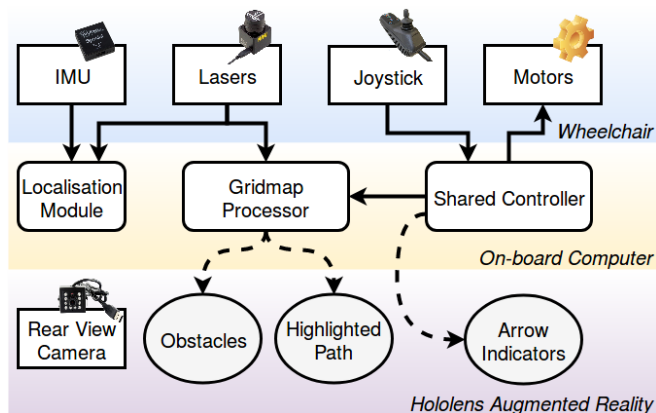 IMU
Lasers
Joystick
Motors
Wheelchair
Localisation
Module
Gridmap
Processor
Shared Controller
On-board Computer
Rear View
Camera
Obstacles
Highlighted
Path
Arrow
Indicators
Hololens Augmented Reality